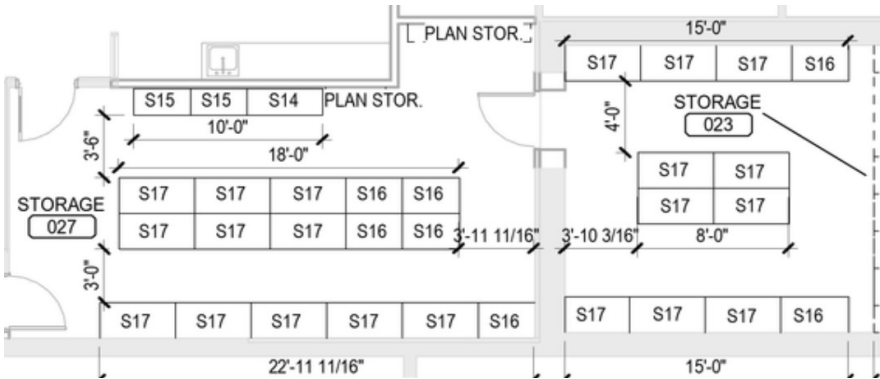 PLAN STOR.
15'-0"
S17 S17 S17 S16
S15 S15 S14 PLAN STOR.
STORAGE
023
10'-0"
4'-0"
3'-6"
18'-0"
S17 S17 S17 S16 S16
S17 S17
STORAGE
027
S17 S17 S17 S16 S16
S17 S17
3'-11 11/16"
3'-10 3/16"
8'-0"
3'-0"
S17 S17 S17 S17 S17 S16
S17 S17 S17 S16
22'-11 11/16"
15'-0"